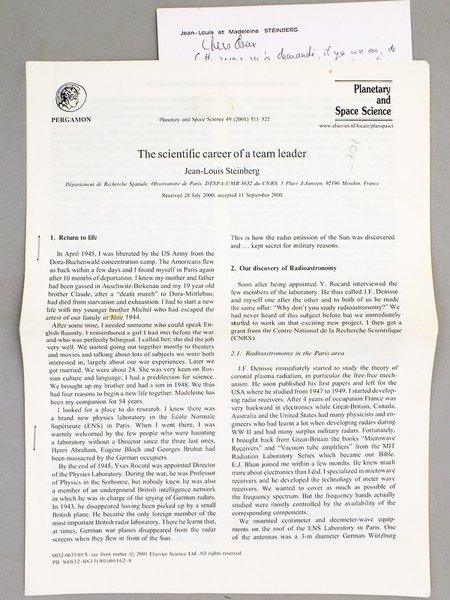 Jean-Louis et Madeleine STEINBERG
Chers deux
PERGAMON
Planetary and Space Science 49 (2001) 511–522
Planetary
and
Space Science
www.elsevier.nl/locate/planspasci
The scientific career of a team leader
Jean-Louis Steinberg
Département de Recherche Spatiale, Observatoire de Paris, DESPA/UMR 8632 du CNRS, 5 Place J-Janssen, 92190 Meudon, France
Received 28 July 2000; accepted 11 September 2000
1. Return to life
In April 1945, I was liberated by the US Army from the
Dora-Buchenwald concentration camp. The Americans flew
us back within a few days and I found myself in Paris again
after 10 months of deportation. I knew my mother and father
had been gassed in Auschwitz-Birkenau and my 19 year old
brother Claude, after a "death march" to Dora-Mittlebau,
had died from starvation and exhaustion. I had to start a new
life with my younger brother Michel who had escaped the
arrest of our family in June 1944.
After some time, I needed someone who could speak En-
glish fluently. I remembered a girl I had met before the war
and who was perfectly bilingual. I called her; she did the job
very well. We started going out together mostly to theaters
and movies and talking about lots of subjects we were both
interested in, largely about our war experiences. Later we
got married. We were about 24. She was very keen on Rus-
sian culture and language; I had a predilection for science.
We brought up my brother and had a son in 1948. We thus
had four reasons to begin a new life together. Madeleine has
been my companion for 54 years.
I looked for a place to do research. I knew there was
a brand new physics laboratory in the Ecole Normale
Supérieure (ENS) in Paris. When I went there, I was
warmly welcomed by the few people who were haunting
a laboratory without a Director since the three last ones,
Henri Abraham, Eugène Bloch and Georges Bruhat had
been massacred by the German occupiers.
By the end of 1945, Yves Rocard was appointed Director
of the Physics Laboratory. During the war, he was Professor
of Physics in the Sorbonne, but nobody knew he was also
a member of an underground British intelligence network
in which he was in charge of the spying of German radars.
In 1943, he disappeared having been picked up by a small
British plane. He became the only foreign member of the
most important British radar laboratory. There he learnt that,
at times, German war planes disappeared from the radar
screens when they flew in front of the Sun.
This is how the radio emission of the Sun was discovered
and … kept secret for military reasons.
2. Our discovery of Radioastronomy
Soon after being appointed Y. Rocard interviewed the
few members of the laboratory. He thus called J.F. Denisse
and myself one after the other and to both of us he made
the same offer: "Why don't you study radioastronomy?" We
had never heard of this subject before but we immediately
started to work on that exciting new project. I then got a
grant from the Centre National de la Recherche Scientifique
(CNRS).
2.1. Radioastronomy in the Paris area
J.F. Denisse immediately started to study the theory of
coronal plasma radiation, in particular the free-free mech-
anism. He soon published his first papers and left for the
USA where he studied from 1947 to 1949. I started develop-
ing radio receivers. After 4 years of occupation France was
very backward in electronics while Great-Britain, Canada,
Australia and the United States had many physicists and en-
gineers who had learnt a lot when developing radars during
WW II and had many surplus military radars. Fortunately,
I brought back from Great-Britain the books "Microwave
Receivers" and "Vacuum tube amplifiers" from the MIT
Radiation Laboratory Series which became our Bible.
E.J. Blum joined me within a few months. He knew much
more about electronics than I did. I specialized in microwave
receivers and he developed the technology of meter wave
receivers. We wanted to cover as much as possible of
the frequency spectrum. But the frequency bands actually
studied were mostly controlled by the availability of the
corresponding components.
We mounted centimeter and decimeter-wave equip-
ments on the roof of the ENS Laboratory in Paris. One
of the antennas was a 3-m diameter German Würzburg
0032-0633/01/$ - see front matter © 2001 Elsevier Science Ltd. All rights reserved.
PII: S0032-0633(00)00162-8